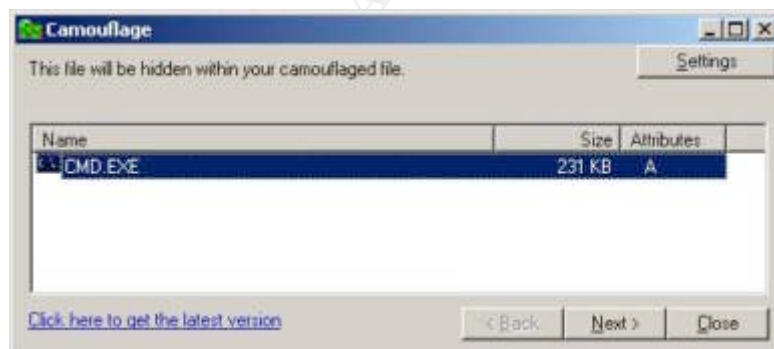 Camouflage
This file will be hidden within your camouflaged file.
Settings
Name Size Attributes
CMD.EXE 231 KB A
Click here to get the latest version
< Back Next > Close